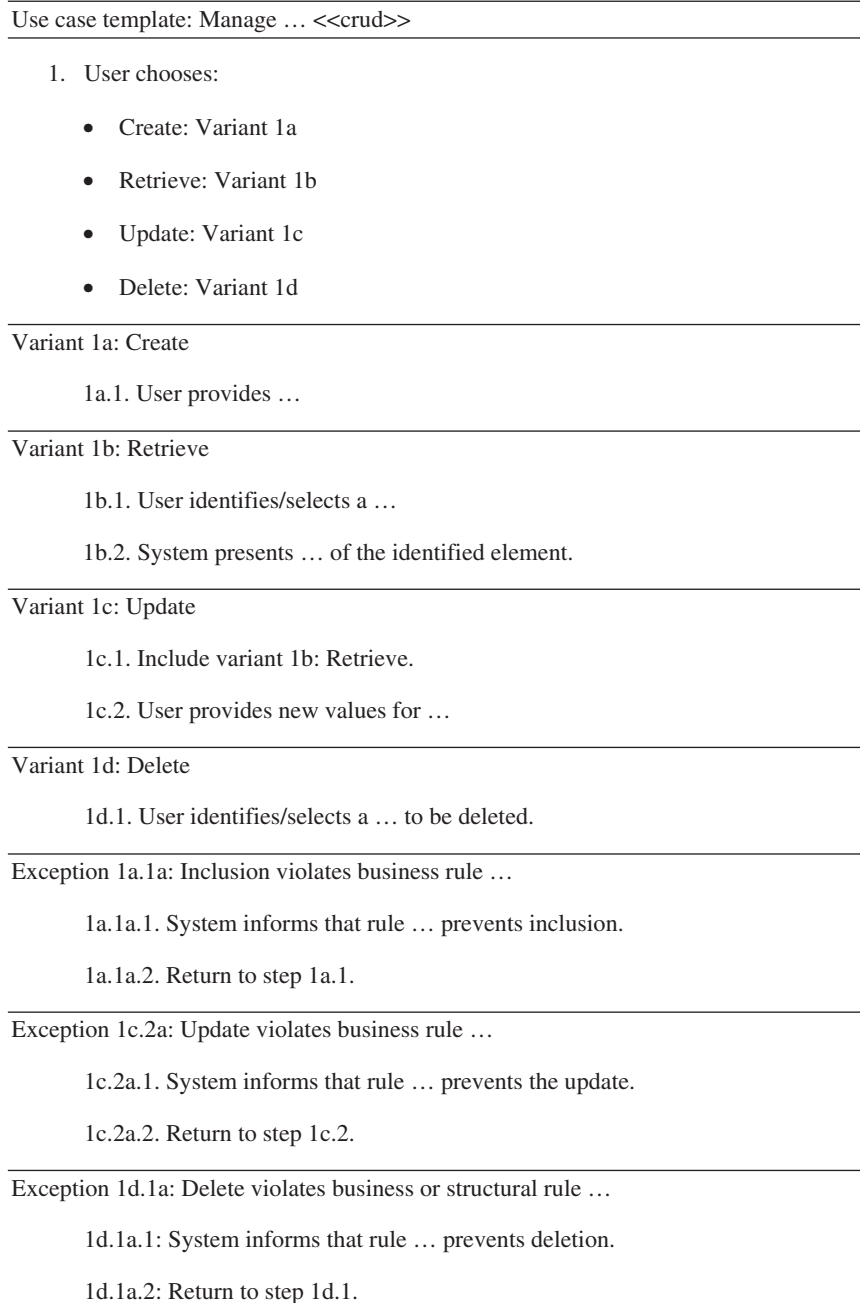 Use case template: Manage … <<crud>>
1. User chooses:
• Create: Variant 1a
• Retrieve: Variant 1b
• Update: Variant 1c
• Delete: Variant 1d
Variant 1a: Create
1a.1. User provides …
Variant 1b: Retrieve
1b.1. User identifies/selects a …
1b.2. System presents … of the identified element.
Variant 1c: Update
1c.1. Include variant 1b: Retrieve.
1c.2. User provides new values for …
Variant 1d: Delete
1d.1. User identifies/selects a … to be deleted.
Exception 1a.1a: Inclusion violates business rule …
1a.1a.1. System informs that rule … prevents inclusion.
1a.1a.2. Return to step 1a.1.
Exception 1c.2a: Update violates business rule …
1c.2a.1. System informs that rule … prevents the update.
1c.2a.2. Return to step 1c.2.
Exception 1d.1a: Delete violates business or structural rule …
1d.1a.1: System informs that rule … prevents deletion.
1d.1a.2: Return to step 1d.1.